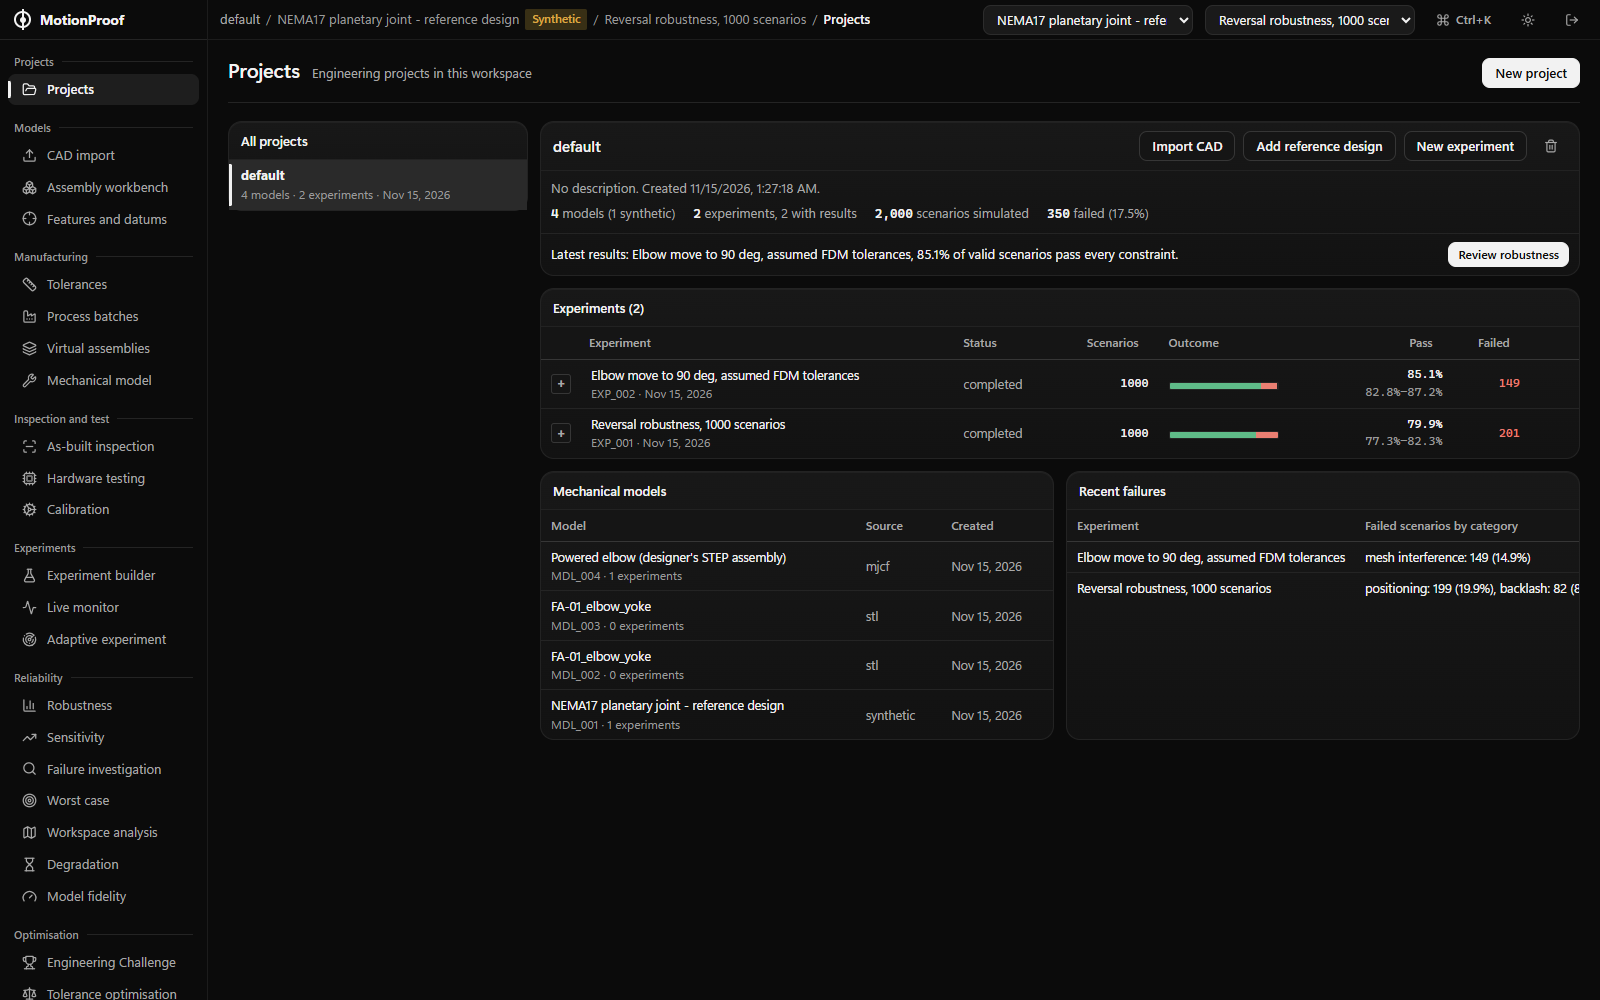 MotionProof
default / NEMA17 planetary joint - reference design Synthetic / Reversal robustness, 1000 scenarios / Projects
NEMA17 planetary joint - refe
Reversal robustness, 1000 scer
Ctrl+K
Projects
Projects
Models
CAD import
Assembly workbench
Features and datums
Manufacturing
Tolerances
Process batches
Virtual assemblies
Mechanical model
Inspection and test
As-built inspection
Hardware testing
Calibration
Experiments
Experiment builder
Live monitor
Adaptive experiment
Reliability
Robustness
Sensitivity
Failure investigation
Worst case
Workspace analysis
Degradation
Model fidelity
Optimisation
Engineering Challenge
Tolerance optimisation
Projects Engineering projects in this workspace
New project
All projects
default
4 models · 2 experiments · Nov 15, 2026
default
Import CAD Add reference design New experiment
No description. Created 11/15/2026, 1:27:18 AM.
4 models (1 synthetic) 2 experiments, 2 with results 2,000 scenarios simulated 350 failed (17.5%)
Latest results: Elbow move to 90 deg, assumed FDM tolerances, 85.1% of valid scenarios pass every constraint.
Review robustness
Experiments (2)
Experiment Status Scenarios Outcome Pass Failed
Elbow move to 90 deg, assumed FDM tolerances
EXP_002 · Nov 15, 2026
completed 1000 85.1% 149
82.8%–87.2%
Reversal robustness, 1000 scenarios
EXP_001 · Nov 15, 2026
completed 1000 79.9% 201
77.3%–82.3%
Mechanical models
Model Source Created
Powered elbow (designer's STEP assembly)
MDL_004 · 1 experiments
mjcf Nov 15, 2026
FA-01_elbow_yoke
MDL_003 · 0 experiments
stl Nov 15, 2026
FA-01_elbow_yoke
MDL_002 · 0 experiments
stl Nov 15, 2026
NEMA17 planetary joint - reference design
MDL_001 · 1 experiments
synthetic Nov 15, 2026
Recent failures
Experiment Failed scenarios by category
Elbow move to 90 deg, assumed FDM tolerances mesh interference: 149 (14.9%)
Reversal robustness, 1000 scenarios positioning: 199 (19.9%), backlash: 82 (8